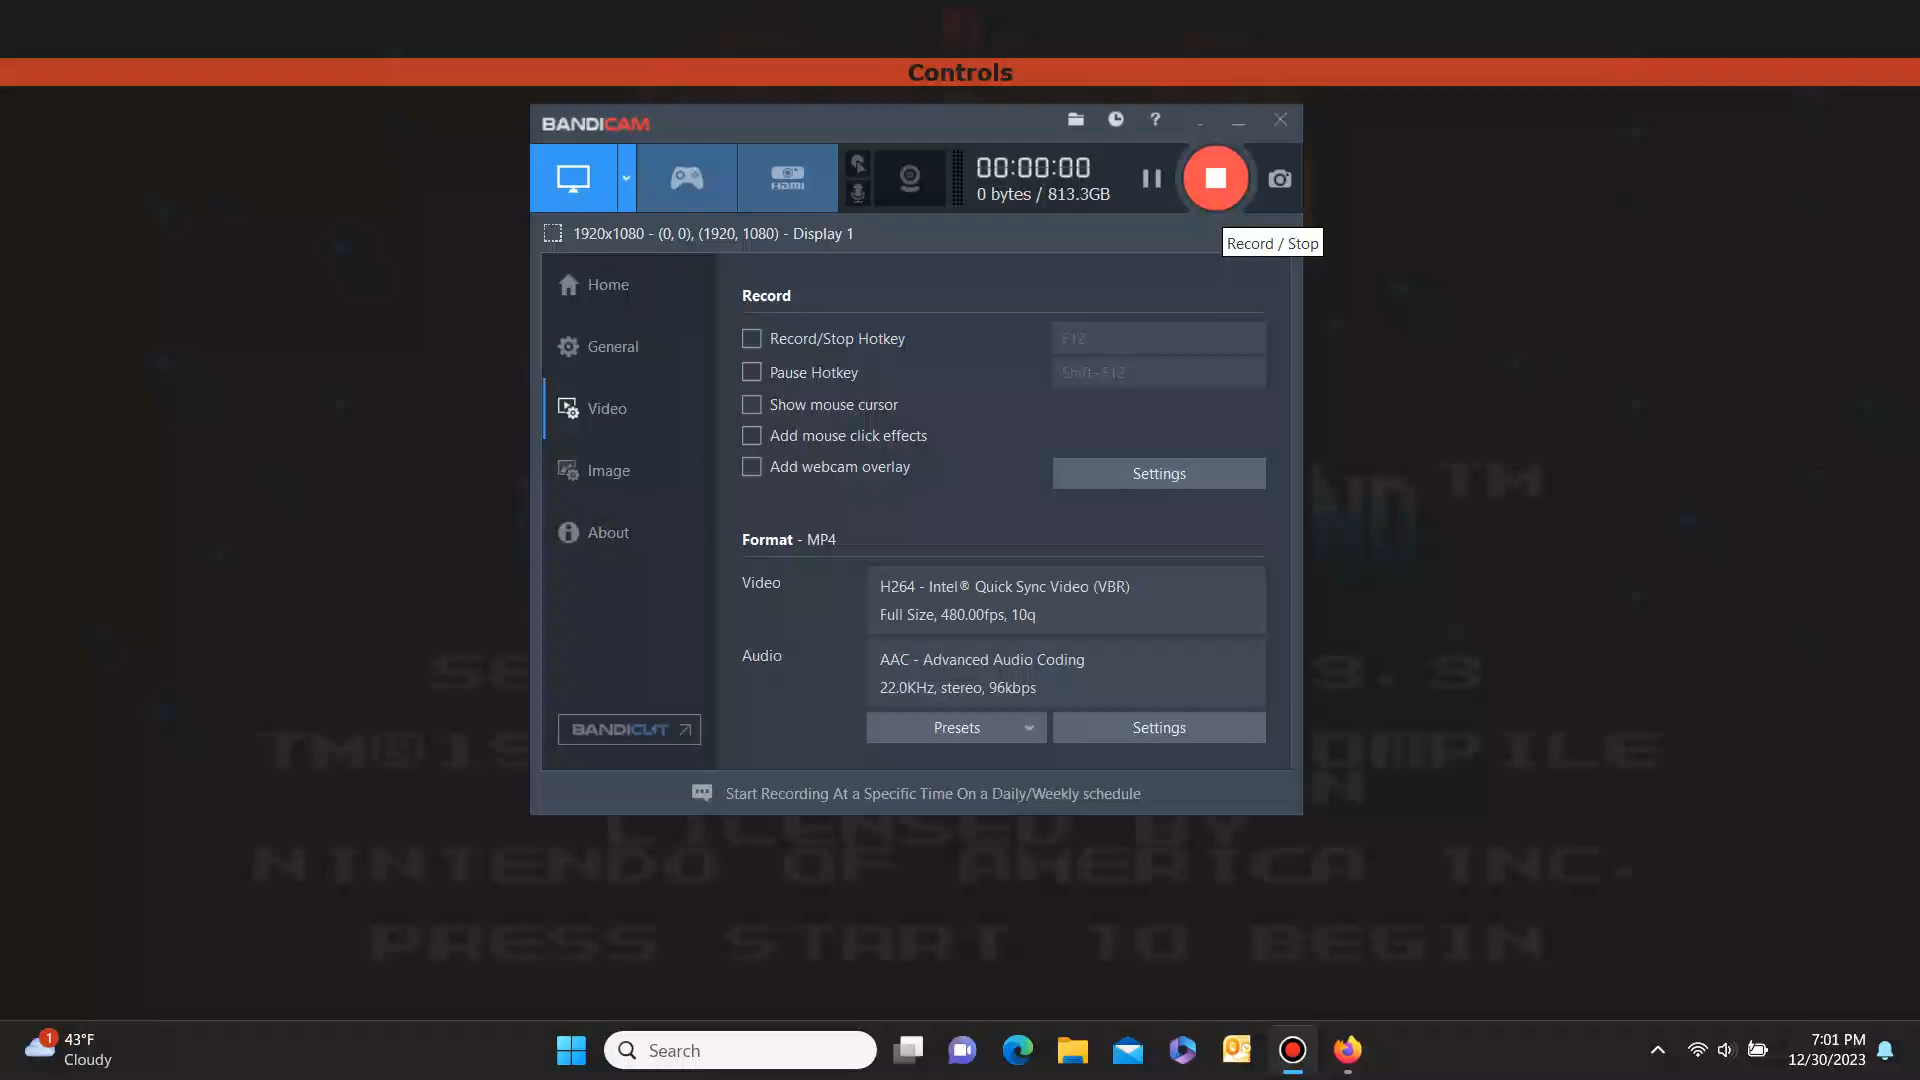 Controls
BANDICAM
?
HDMI
00:00:00
0 bytes / 813.3GB
1920x1080 - (0, 0), (1920, 1080) - Display 1
Record / Stop
Home
General
Video
Image
About
BANDICUT
Record
Record/Stop Hotkey
F12
Pause Hotkey
Shift-F12
Show mouse cursor
Add mouse click effects
Add webcam overlay
Settings
Format - MP4
Video
H264 - Intel® Quick Sync Video (VBR)
Full Size, 480.00fps, 10q
Audio
AAC - Advanced Audio Coding
22.0KHz, stereo, 96kbps
Presets
Settings
Start Recording At a Specific Time On a Daily/Weekly schedule
TM
LICENSED BY
NINTENDO OF AMERICA INC.
PRESS START TO BEGIN
1
43°F
Cloudy
Search
7:01 PM
12/30/2023